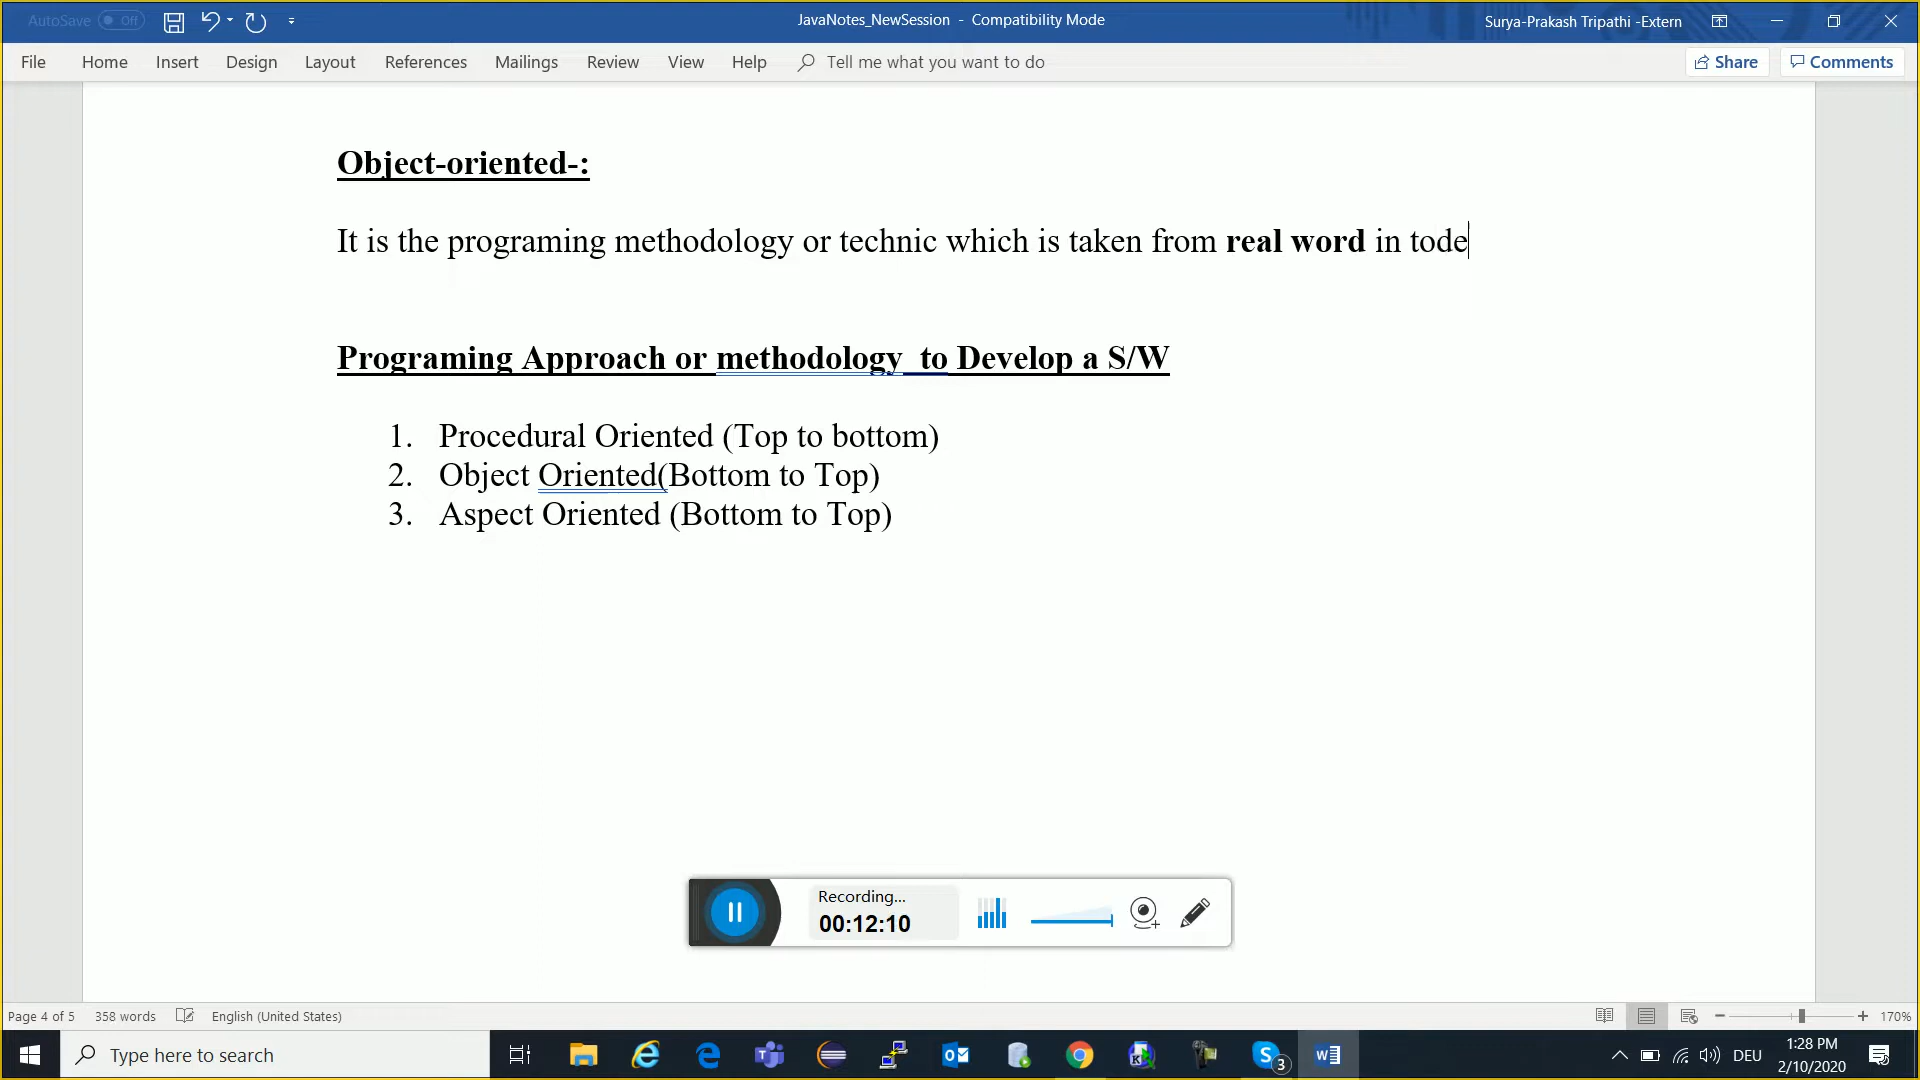 AutoSave Off JavaNotes_NewSession - Compatibility Mode Surya-Prakash Tripathi -Extern
File Home Insert Design Layout References Mailings Review View Help Tell me what you want to do Share Comments
Object-oriented-:
It is the programing methodology or technic which is taken from real word in tode
Programing Approach or methodology to Develop a S/W
1. Procedural Oriented (Top to bottom)
2. Object Oriented(Bottom to Top)
3. Aspect Oriented (Bottom to Top)
Recording...
00:12:10
Page 4 of 5 358 words English (United States) 170%
Type here to search 3 DEU 1:28 PM
2/10/2020